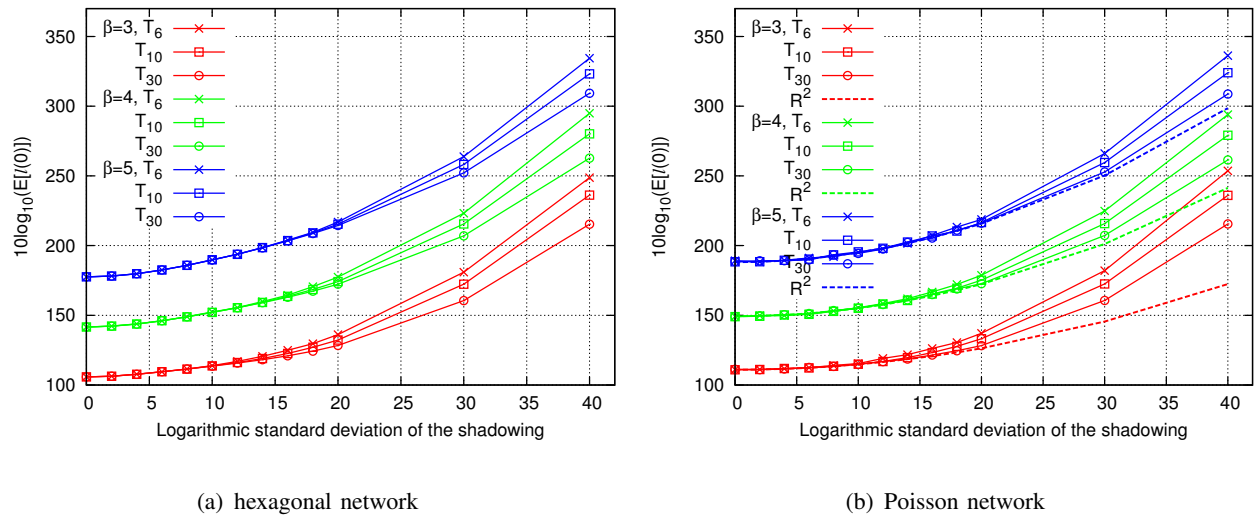 350
300
250
200
150
100
10log₁₀(E[l(0)])
β=3, T₆
T₁₀
T₃₀
β=4, T₆
T₁₀
T₃₀
β=5, T₆
T₁₀
T₃₀
0 5 10 15 20 25 30 35 40
Logarithmic standard deviation of the shadowing
(a) hexagonal network
350
300
250
200
150
100
10log₁₀(E[l(0)])
β=3, T₆
T₁₀
T₃₀
R²
β=4, T₆
T₁₀
T₃₀
R²
β=5, T₆
T₁₀
T₃₀
R²
0 5 10 15 20 25 30 35 40
Logarithmic standard deviation of the shadowing
(b) Poisson network